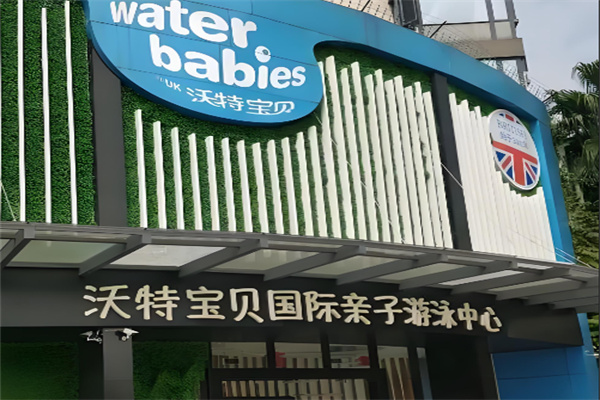 water
babies
UK 沃特宝贝
沃特宝贝国际亲子游泳中心